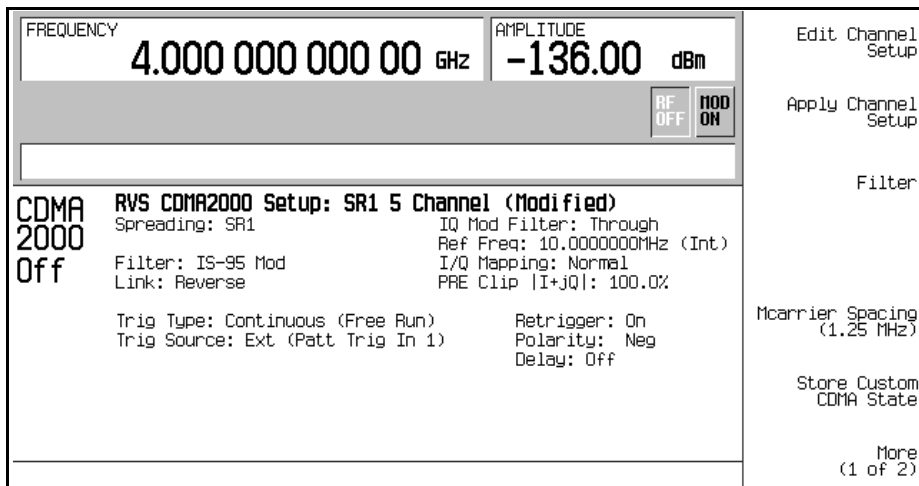 FREQUENCY
4.000 000 000 00 GHz
AMPLITUDE
-136.00 dBm
RF OFF
MOD ON
CDMA 2000 Off
RVS CDMA2000 Setup: SR1 5 Channel (Modified)
Spreading: SR1
IQ Mod Filter: Through
Ref Freq: 10.0000000MHz (Int)
Filter: IS-95 Mod
I/Q Mapping: Normal
Link: Reverse
PRE Clip |I+jQ|: 100.0%
Trig Type: Continuous (Free Run)
Retrigger: On
Trig Source: Ext (Patt Trig In 1)
Polarity: Neg
Delay: Off
Edit Channel
Setup
Apply Channel
Setup
Filter
Mcarrier Spacing
(1.25 MHz)
Store Custom
CDMA State
More
(1 of 2)